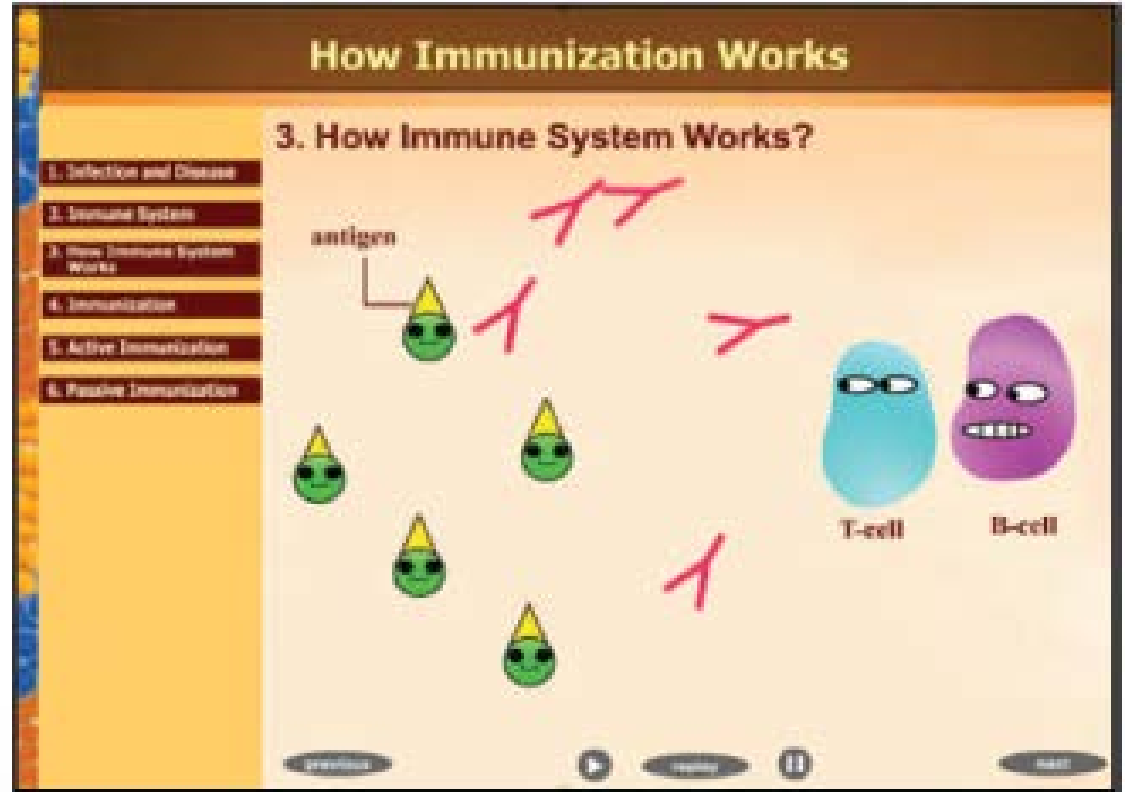 How Immunization Works
3. How Immune System Works?
1. Infection and Disease
2. Immune System
3. How Immune System
Works
4. Immunization
5. Active Immunization
6. Passive Immunization
antigen
T-cell
B-cell
previous
replay
next